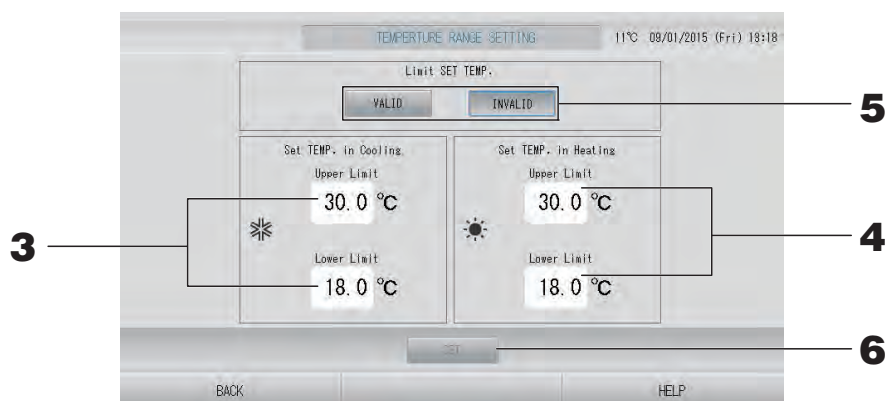 TEMPERTURE RANGE SETTING 11℃ 09/01/2015 (Fri) 18:18
Limit SET TEMP.
VALID INVALID 5
Set TEMP. in Cooling Set TEMP. in Heating
Upper Limit Upper Limit
30.0 ℃ 30.0 ℃
3 4
Lower Limit Lower Limit
18.0 ℃ 18.0 ℃
SET 6
BACK HELP